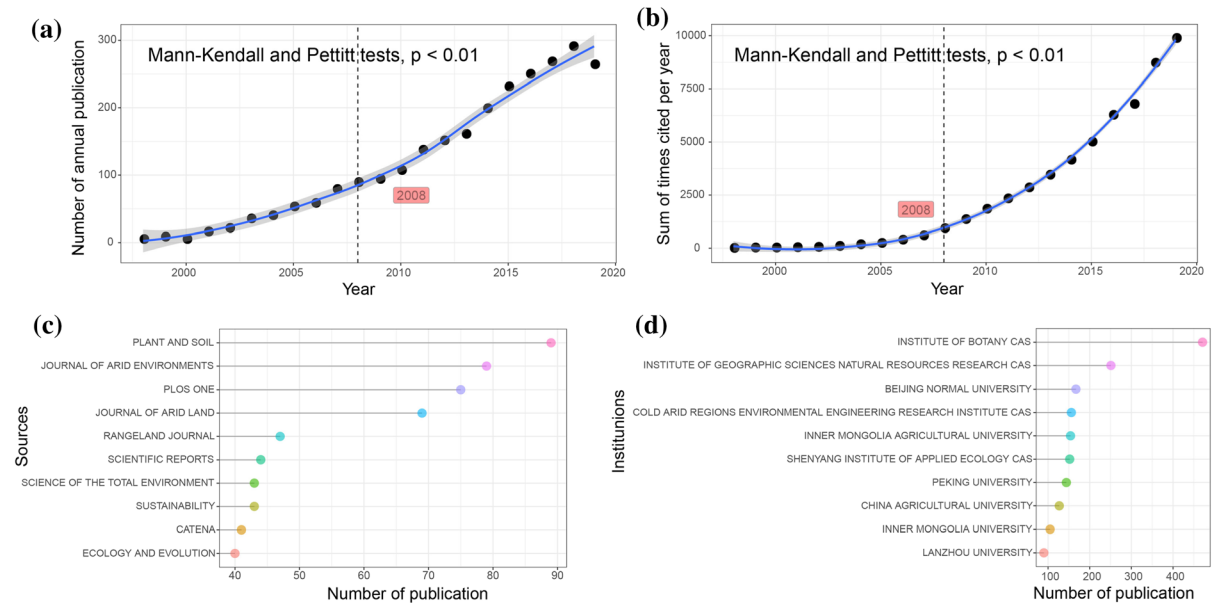 (a)
Number of annual publication
300
200
100
0
Mann-Kendall and Pettitt tests, p < 0.01
2008
2000
2005
2010
2015
2020
Year
(b)
Sum of times cited per year
10000
7500
5000
2500
0
Mann-Kendall and Pettitt tests, p < 0.01
2008
2000
2005
2010
2015
2020
Year
(c)
Sources
PLANT AND SOIL
JOURNAL OF ARID ENVIRONMENTS
PLOS ONE
JOURNAL OF ARID LAND
RANGELAND JOURNAL
SCIENTIFIC REPORTS
SCIENCE OF THE TOTAL ENVIRONMENT
SUSTAINABILITY
CATENA
ECOLOGY AND EVOLUTION
40
50
60
70
80
90
Number of publication
(d)
Institunions
INSTITUTE OF BOTANY CAS
INSTITUTE OF GEOGRAPHIC SCIENCES NATURAL RESOURCES RESEARCH CAS
BEIJING NORMAL UNIVERSITY
COLD ARID REGIONS ENVIRONMENTAL ENGINEERING RESEARCH INSTITUTE CAS
INNER MONGOLIA AGRICULTURAL UNIVERSITY
SHENYANG INSTITUTE OF APPLIED ECOLOGY CAS
PEKING UNIVERSITY
CHINA AGRICULTURAL UNIVERSITY
INNER MONGOLIA UNIVERSITY
LANZHOU UNIVERSITY
100
200
300
400
Number of publication